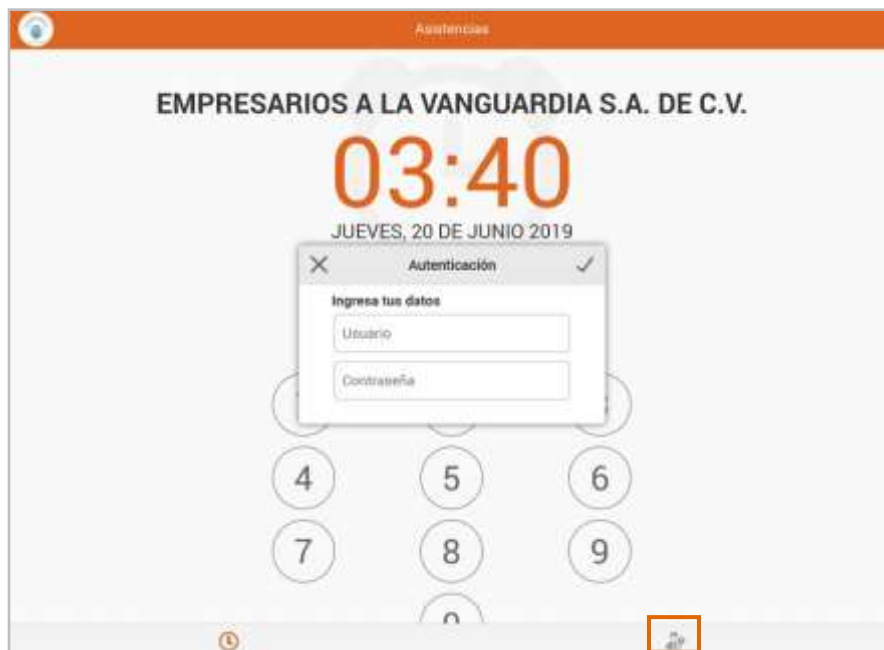 Asistencias
EMPRESARIOS A LA VANGUARDIA S.A. DE C.V.
03:40
JUEVES, 20 DE JUNIO 2019
Autenticación
Ingresa tus datos
Usuario
Contraseña
4 5 6
7 8 9
0